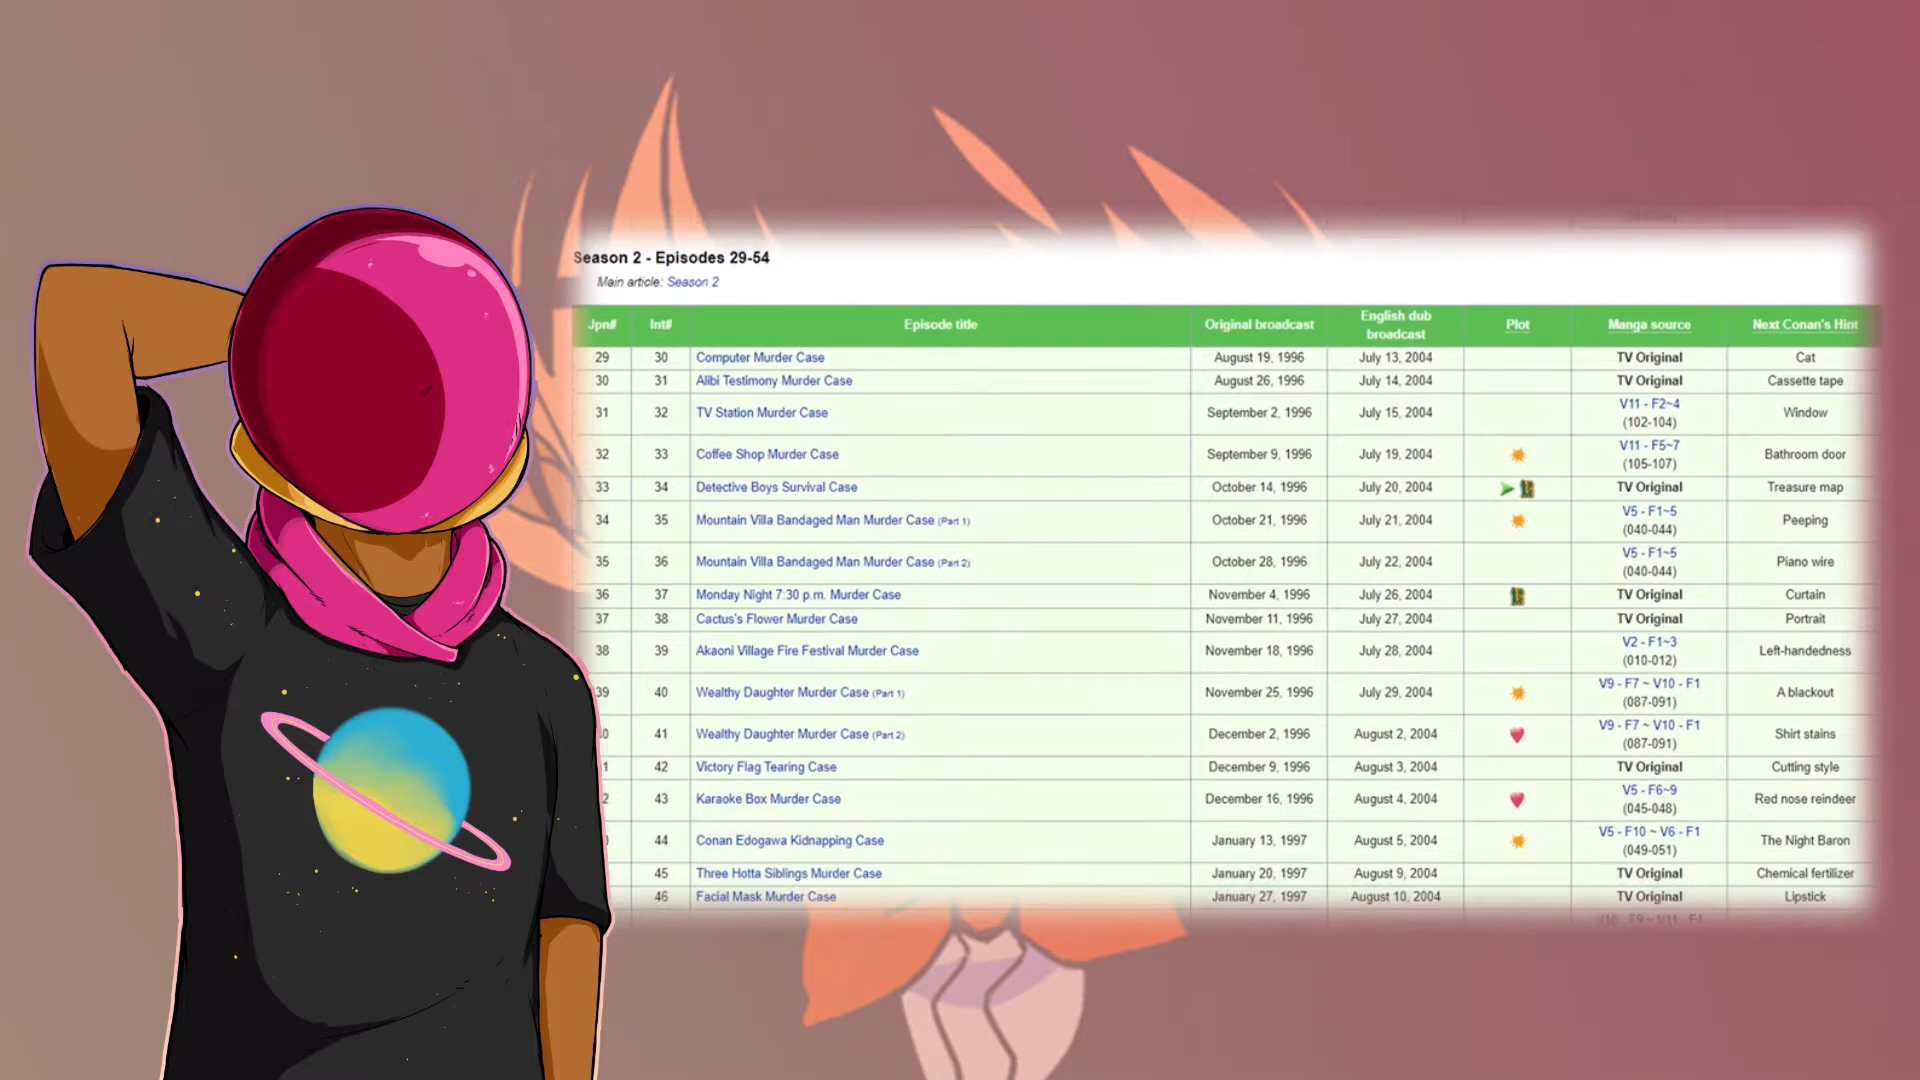 Season 2 - Episodes 29-54
Main article: Season 2
Jpn# Int# Episode title Original broadcast English dub broadcast Plot Manga source Next Conan's Hint
29 30 Computer Murder Case August 19, 1996 July 13, 2004 TV Original Cat
30 31 Alibi Testimony Murder Case August 26, 1996 July 14, 2004 TV Original Cassette tape
31 32 TV Station Murder Case September 2, 1996 July 15, 2004 V11 - F2~4 (102-104) Window
32 33 Coffee Shop Murder Case September 9, 1996 July 19, 2004 V11 - F5~7 (105-107) Bathroom door
33 34 Detective Boys Survival Case October 14, 1996 July 20, 2004 TV Original Treasure map
34 35 Mountain Villa Bandaged Man Murder Case (Part 1) October 21, 1996 July 21, 2004 V5 - F1~5 (040-044) Peeping
35 36 Mountain Villa Bandaged Man Murder Case (Part 2) October 28, 1996 July 22, 2004 V5 - F1~5 (040-044) Piano wire
36 37 Monday Night 7:30 p.m. Murder Case November 4, 1996 July 26, 2004 TV Original Curtain
37 38 Cactus's Flower Murder Case November 11, 1996 July 27, 2004 TV Original Portrait
38 39 Akaoni Village Fire Festival Murder Case November 18, 1996 July 28, 2004 V2 - F1~3 (010-012) Left-handedness
39 40 Wealthy Daughter Murder Case (Part 1) November 25, 1996 July 29, 2004 V9 - F7 ~ V10 - F1 (087-091) A blackout
0 41 Wealthy Daughter Murder Case (Part 2) December 2, 1996 August 2, 2004 V9 - F7 ~ V10 - F1 (087-091) Shirt stains
1 42 Victory Flag Tearing Case December 9, 1996 August 3, 2004 TV Original Cutting style
2 43 Karaoke Box Murder Case December 16, 1996 August 4, 2004 V5 - F6~9 (045-048) Red nose reindeer
44 Conan Edogawa Kidnapping Case January 13, 1997 August 5, 2004 V5 - F10 ~ V6 - F1 (049-051) The Night Baron
45 Three Hotta Siblings Murder Case January 20, 1997 August 9, 2004 TV Original Chemical fertilizer
46 Facial Mask Murder Case January 27, 1997 August 10, 2004 TV Original Lipstick